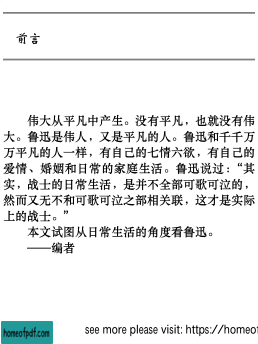 前言
伟大从平凡中产生。没有平凡，也就没有伟
大。鲁迅是伟人，又是平凡的人。鲁迅和千千万
万平凡的人一样，有自己的七情六欲，有自己的
爱情、婚姻和日常的家庭生活。鲁迅说过：“其
实，战士的日常生活，是并不全部可歌可泣的，
然而又无不和可歌可泣之部相关联，这才是实际
上的战士。”
本文试图从日常生活的角度看鲁迅。
——编者
homeofpdf.com
see more please visit: https://homeof